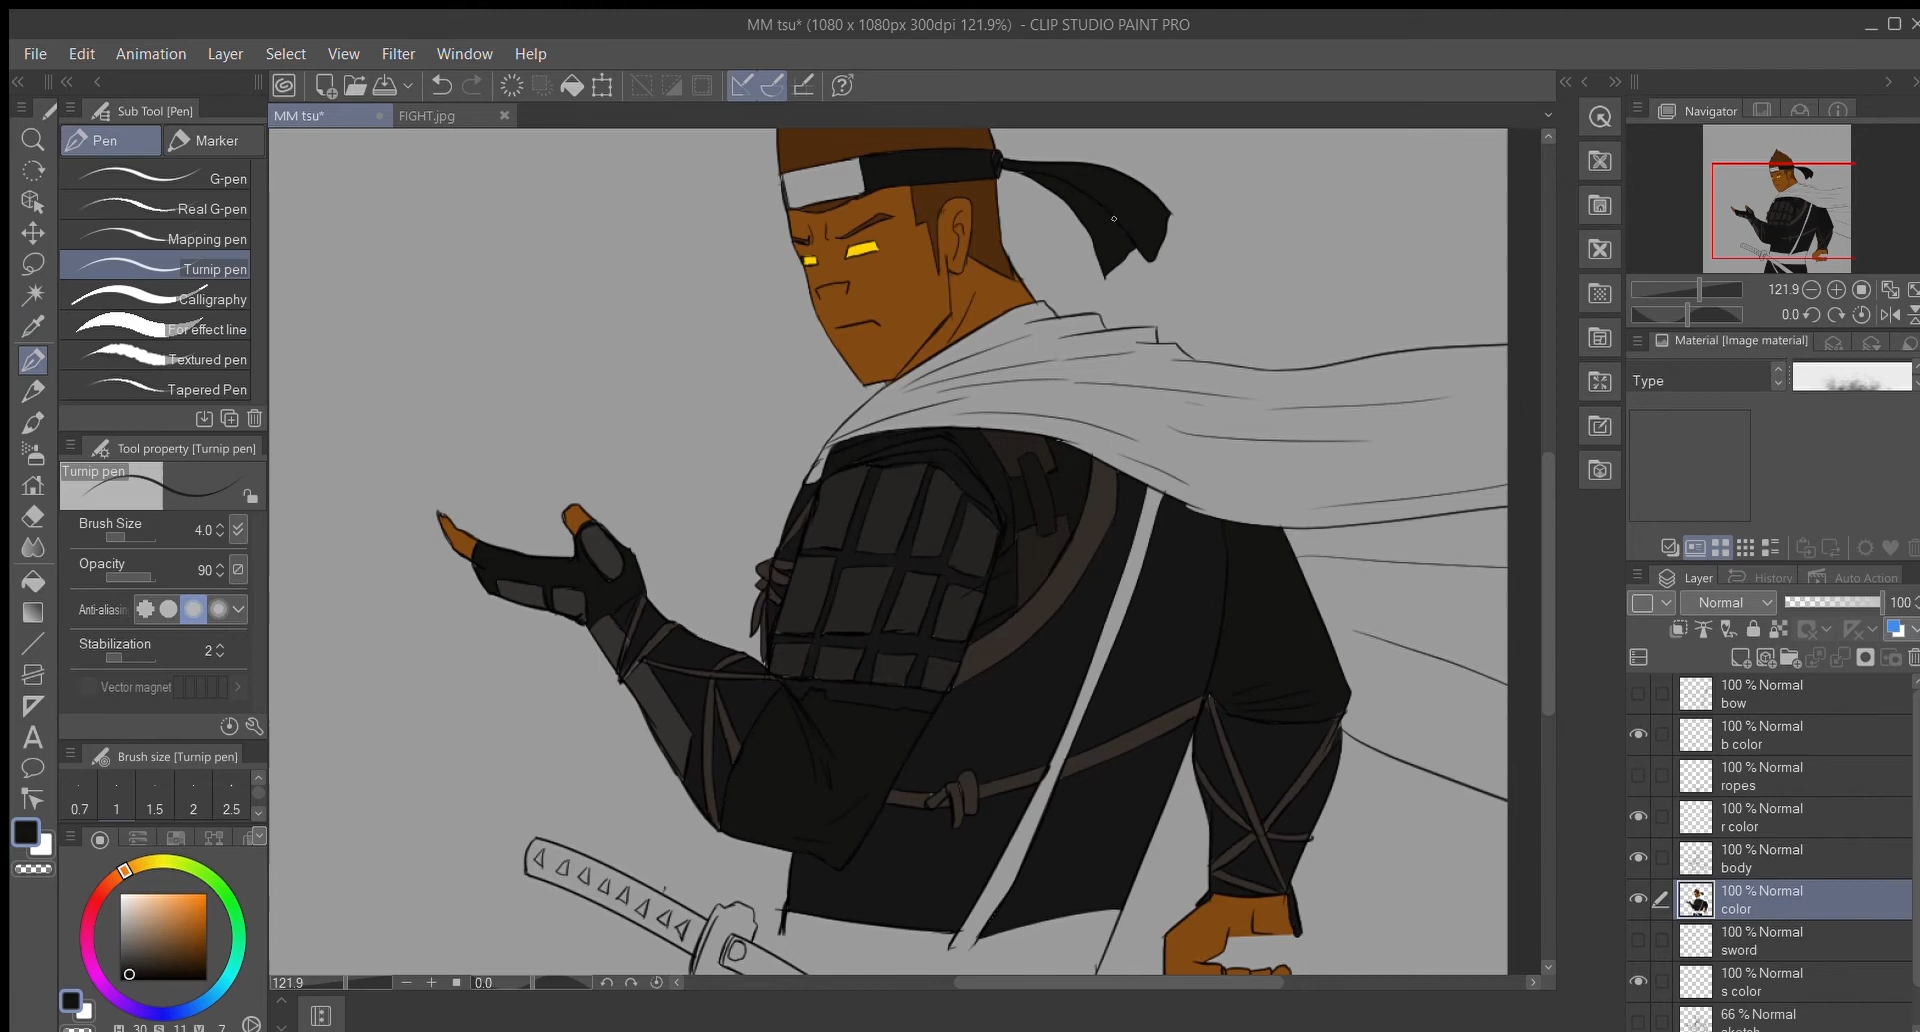 MM tsu* (1080 x 1080px 300dpi 121.9%) - CLIP STUDIO PAINT PRO
File Edit Animation Layer Select View Filter Window Help
Sub Tool [Pen]
MM tsu* FIGHT.jpg
Pen Marker
G-pen
Real G-pen
Mapping pen
Turnip pen
Calligraphy
For effect line
Textured pen
Tapered Pen
Tool property [Turnip pen]
Turnip pen
Brush Size 4.0
Opacity 90
Anti-aliasin
Stabilization 2
Vector magnet
A
Brush size [Turnip pen]
0.7 1 1.5 2 2.5
H 30 S 11 V 7
121.9 0.0
Navigator
121.9
0.0
Material [Image material]
Type
Layer History Auto Action
Normal 100
100 % Normal
bow
100 % Normal
b color
100 % Normal
ropes
100 % Normal
r color
100 % Normal
body
100 % Normal
color
100 % Normal
sword
100 % Normal
s color
66 % Normal
sketch